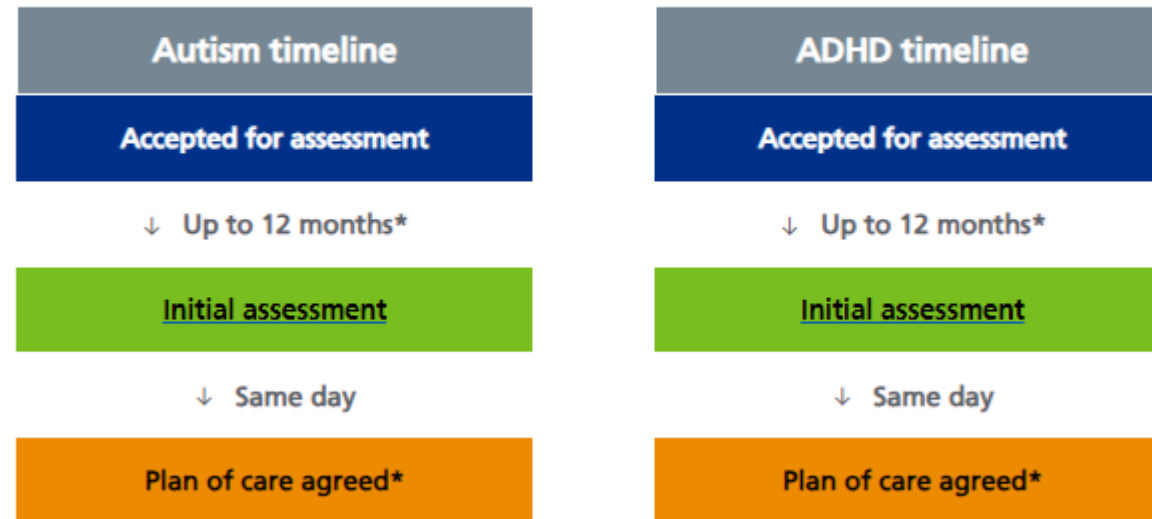 Autism timeline
Accepted for assessment
↓ Up to 12 months*
Initial assessment
↓ Same day
Plan of care agreed*
ADHD timeline
Accepted for assessment
↓ Up to 12 months*
Initial assessment
↓ Same day
Plan of care agreed*